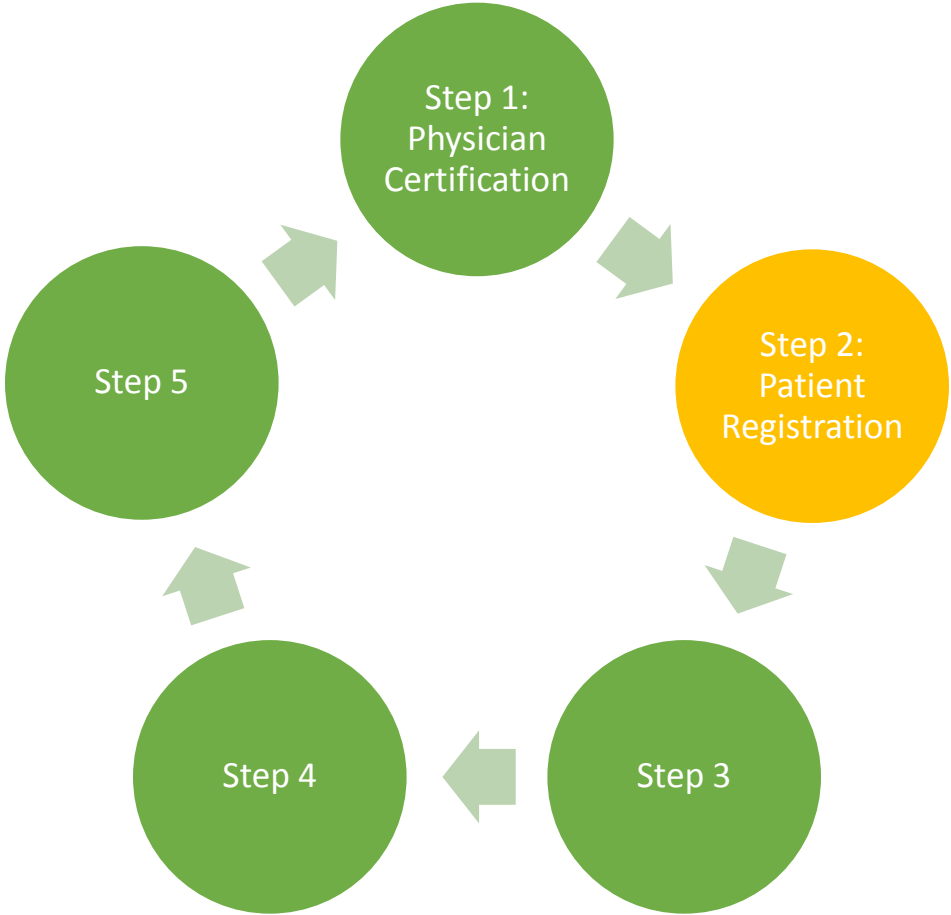 Step 1:
Physician
Certification
Step 2:
Patient
Registration
Step 3
Step 4
Step 5